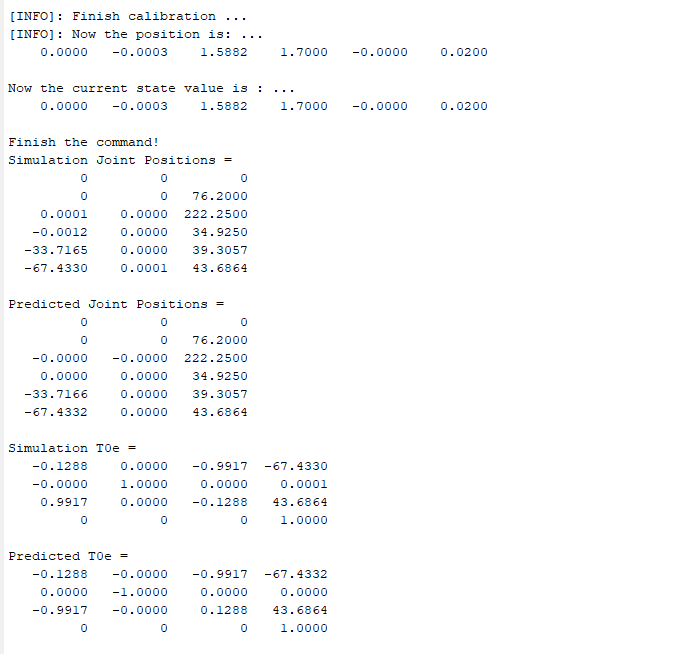 [INFO]: Finish calibration ...
[INFO]: Now the position is: ...
0.0000 -0.0003 1.5882 1.7000 -0.0000 0.0200
Now the current state value is : ...
0.0000 -0.0003 1.5882 1.7000 -0.0000 0.0200
Finish the command!
Simulation Joint Positions =
0 0 0
0 0 76.2000
0.0001 0.0000 222.2500
-0.0012 0.0000 34.9250
-33.7165 0.0000 39.3057
-67.4330 0.0001 43.6864
Predicted Joint Positions =
0 0 0
0 0 76.2000
-0.0000 -0.0000 222.2500
0.0000 0.0000 34.9250
-33.7166 0.0000 39.3057
-67.4332 0.0000 43.6864
Simulation T0e =
-0.1288 0.0000 -0.9917 -67.4330
-0.0000 1.0000 0.0000 0.0001
0.9917 0.0000 -0.1288 43.6864
0 0 0 1.0000
Predicted T0e =
-0.1288 -0.0000 -0.9917 -67.4332
0.0000 -1.0000 0.0000 0.0000
-0.9917 -0.0000 0.1288 43.6864
0 0 0 1.0000